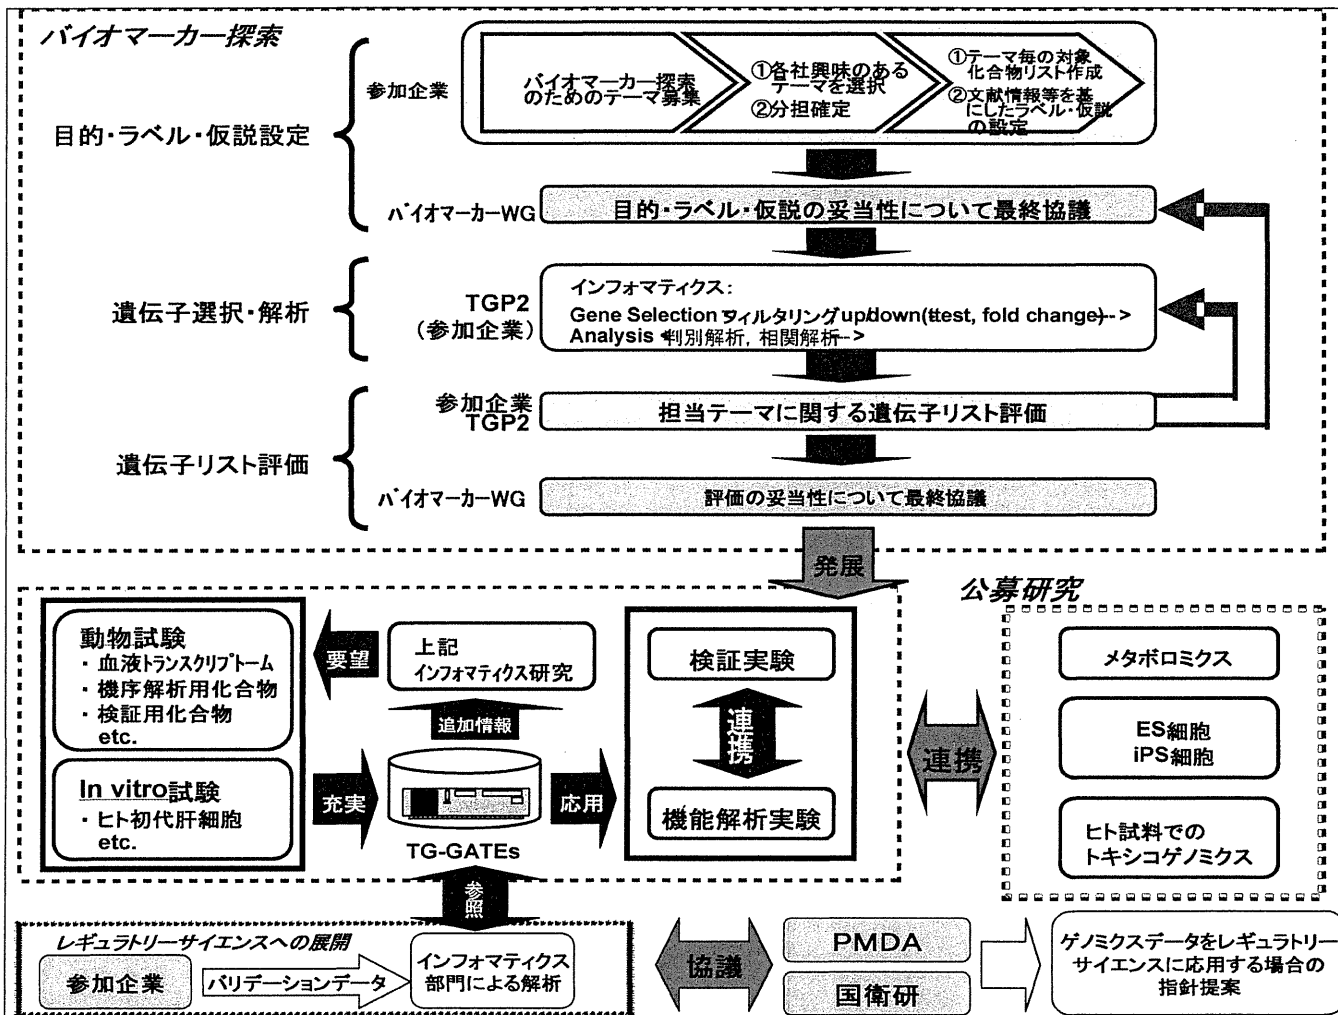 バイオマーカー探索
参加企業
バイオマーカー探索
のためのテーマ募集
①各社興味のある
テーマを選択
②分担確定
①テーマ毎の対象
化合物リスト作成
②文献情報等を基
にしたラベル・仮説
の設定
目的・ラベル・仮説設定
バイオマーカーWG
目的・ラベル・仮説の妥当性について最終協議
遺伝子選択・解析
TGP2
(参加企業)
インフォマティクス:
Gene Selection フィルタリング up/down(ttest, fold change)-->
Analysis 判別解析, 相関解析-->
参加企業
TGP2
担当テーマに関する遺伝子リスト評価
遺伝子リスト評価
バイオマーカーWG
評価の妥当性について最終協議
発展
公募研究
動物試験
・ 血液トランスクリプトーム
・ 機序解析用化合物
・ 検証用化合物
etc.
要望
上記
インフォマティクス研究
追加情報
In vitro試験
・ ヒト初代肝細胞
etc.
充実
TG-GATEs
応用
検証実験
連携
機能解析実験
連携
メタボロミクス
ES細胞
iPS細胞
ヒト試料での
トキシコゲノミクス
参照
レギュラトリーサイエンスへの展開
参加企業
バリデーションデータ
インフォマティクス
部門による解析
協議
PMDA
国衛研
ゲノミクスデータをレギュラトリー
サイエンスに応用する場合の
指針提案